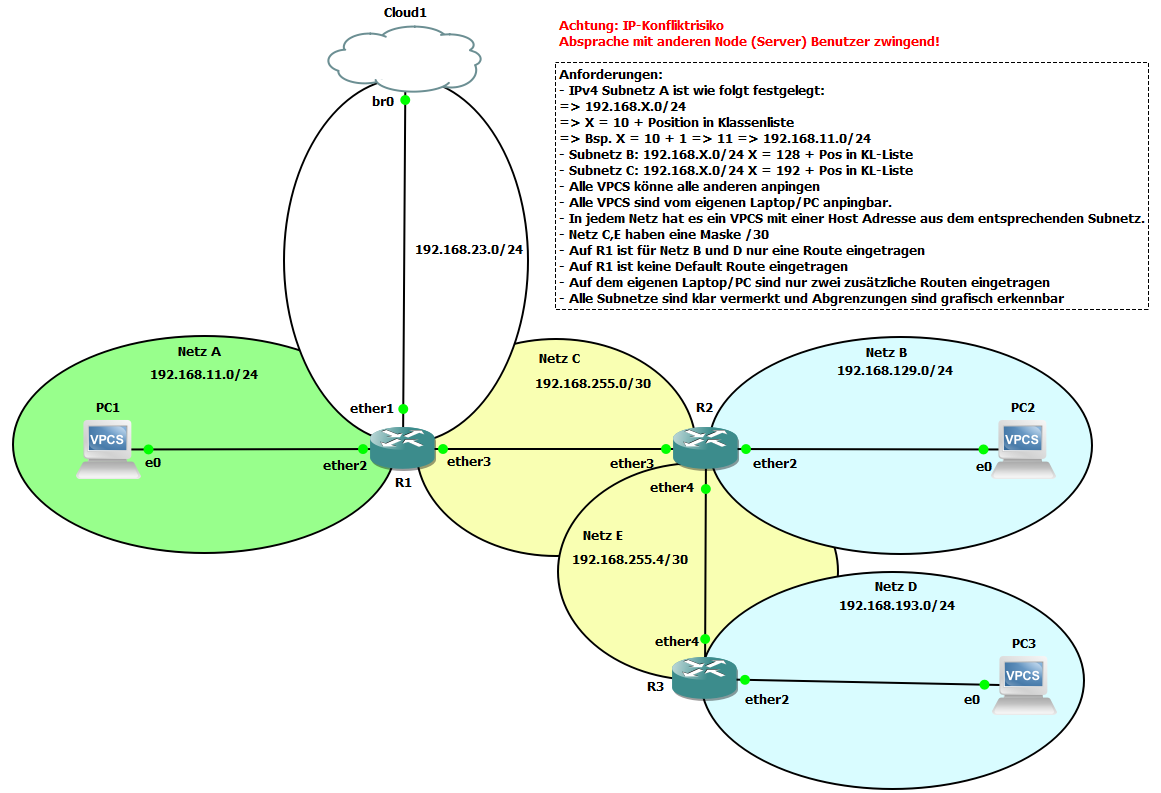 Cloud1
Achtung: IP-Konfliktrisiko
Absprache mit anderen Node (Server) Benutzer zwingend!
Anforderungen:
- IPv4 Subnetz A ist wie folgt festgelegt:
=> 192.168.X.0/24
=> X = 10 + Position in Klassenliste
=> Bsp. X = 10 + 1 => 11 => 192.168.11.0/24
- Subnetz B: 192.168.X.0/24 X = 128 + Pos in KL-Liste
- Subnetz C: 192.168.X.0/24 X = 192 + Pos in KL-Liste
- Alle VPCS könne alle anderen anpingen
- Alle VPCS sind vom eigenen Laptop/PC anpingbar.
- In jedem Netz hat es ein VPCS mit einer Host Adresse aus dem entsprechenden Subnetz.
- Netz C,E haben eine Maske /30
- Auf R1 ist für Netz B und D nur eine Route eingetragen
- Auf R1 ist keine Default Route eingetragen
- Auf dem eigenen Laptop/PC sind nur zwei zusätzliche Routen eingetragen
- Alle Subnetze sind klar vermerkt und Abgrenzungen sind grafisch erkennbar
br0
192.168.23.0/24
Netz A
192.168.11.0/24
PC1
VPCS
e0
ether1
ether2
R1
ether3
Netz C
192.168.255.0/30
R2
ether3
ether2
ether4
Netz B
192.168.129.0/24
PC2
VPCS
e0
Netz E
192.168.255.4/30
ether4
R3
ether2
Netz D
192.168.193.0/24
PC3
VPCS
e0